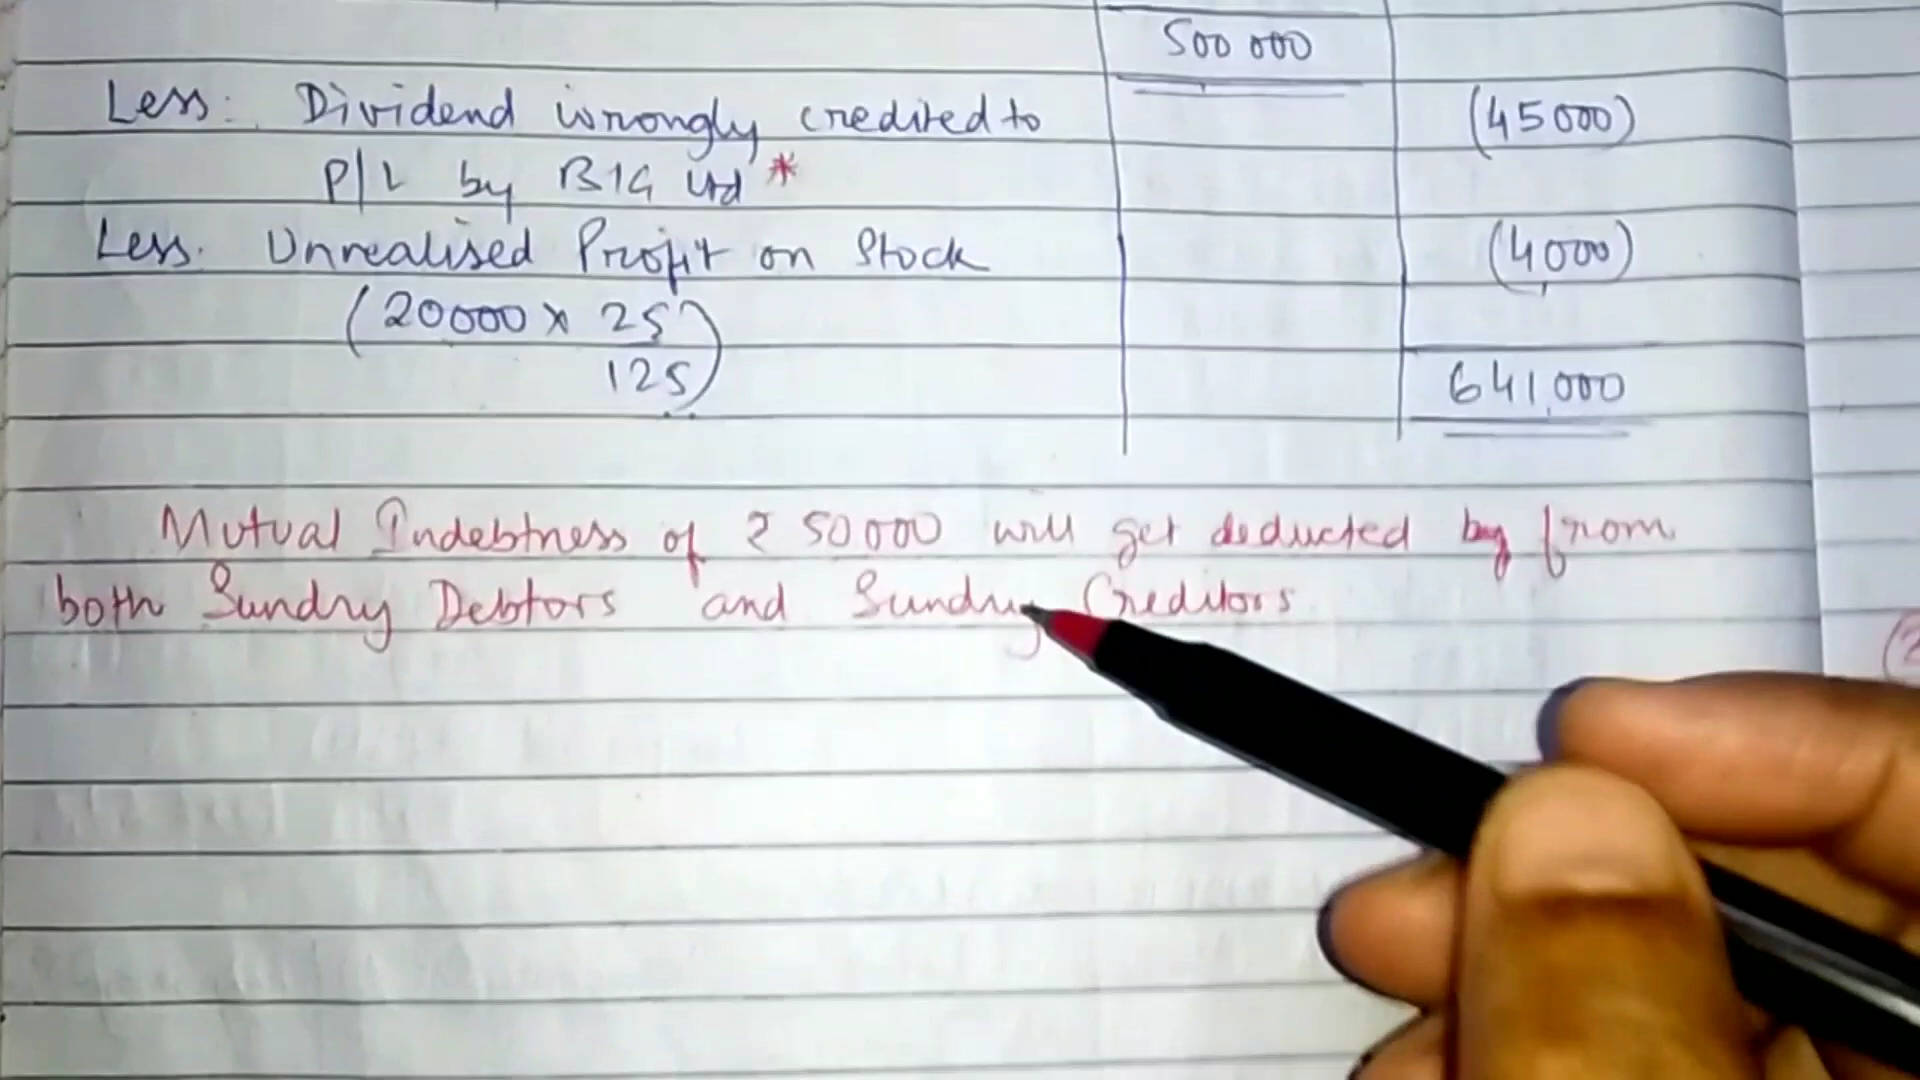 500 000
Less: Dividend wrongly credited to (45000)
P/L by BIG Ltd *
Less. Unrealised Profit on Stock (4000)
(20000 × 25
125) 641,000
Mutual Indebtness of ₹ 50000 will get deducted by from
both Sundry Debtors and Sundry Creditors